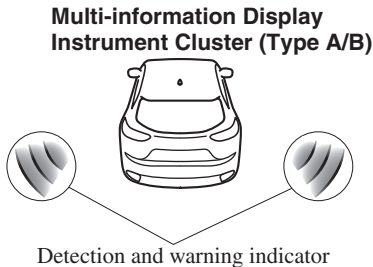 Multi-information Display
Instrument Cluster (Type A/B)
Detection and warning indicator